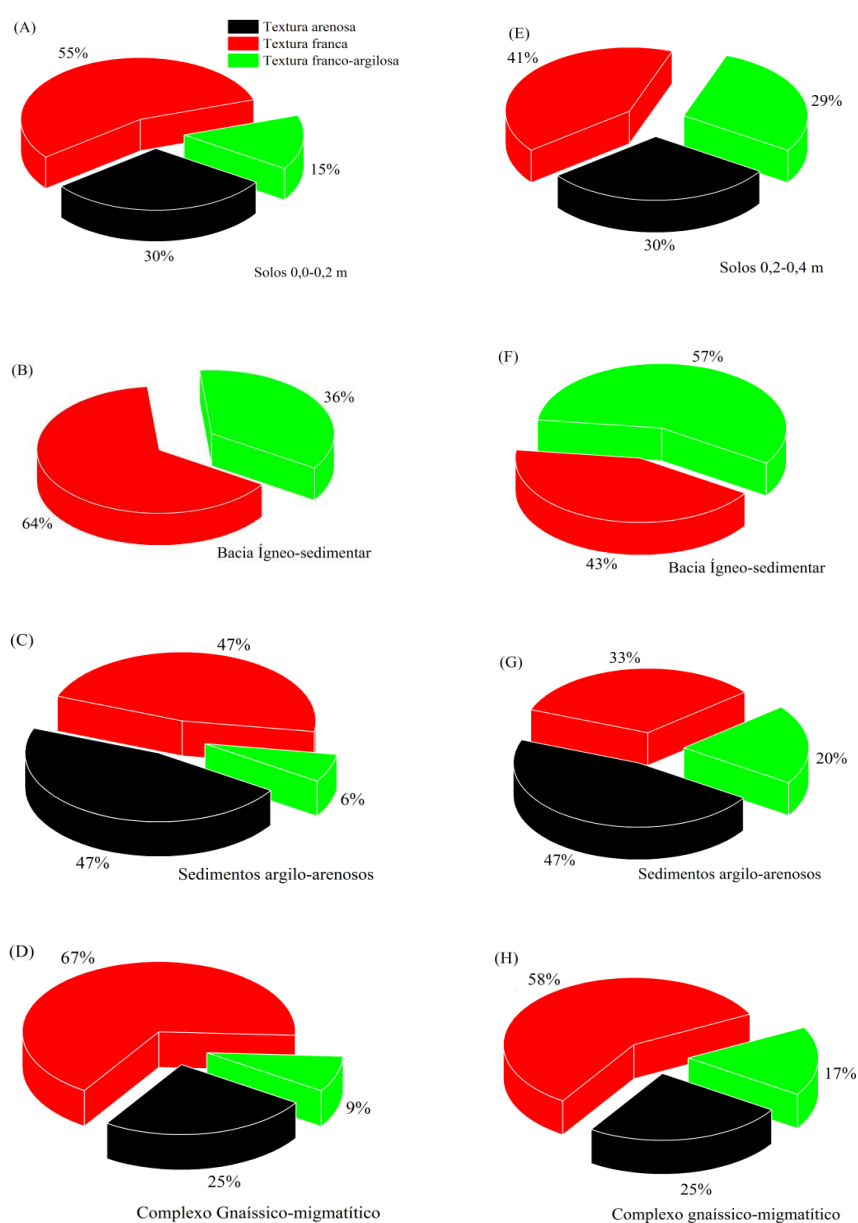 (A)
Textura arenosa
Textura franca
Textura franco-argilosa
55%
15%
30%
Solos 0,0-0,2 m
(E)
41%
29%
30%
Solos 0,2-0,4 m
(B)
36%
64%
Bacia Ígneo-sedimentar
(F)
57%
43%
Bacia Ígneo-sedimentar
(C)
47%
6%
47%
Sedimentos argilo-arenosos
(G)
33%
20%
47%
Sedimentos argilo-arenosos
(D)
67%
9%
25%
Complexo Gnaíssico-migmatítico
(H)
58%
17%
25%
Complexo gnaíssico-migmatítico